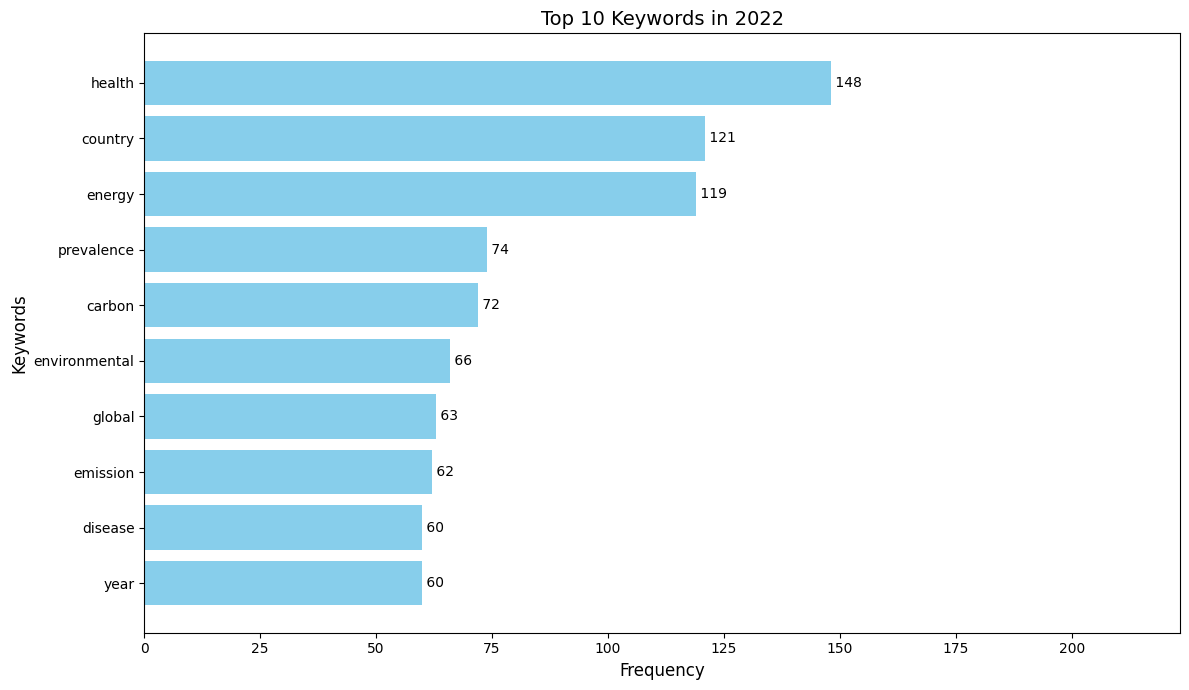 Top 10 Keywords in 2022
Keywords
health 148
country 121
energy 119
prevalence 74
carbon 72
environmental 66
global 63
emission 62
disease 60
year 60
0 25 50 75 100 125 150 175 200
Frequency